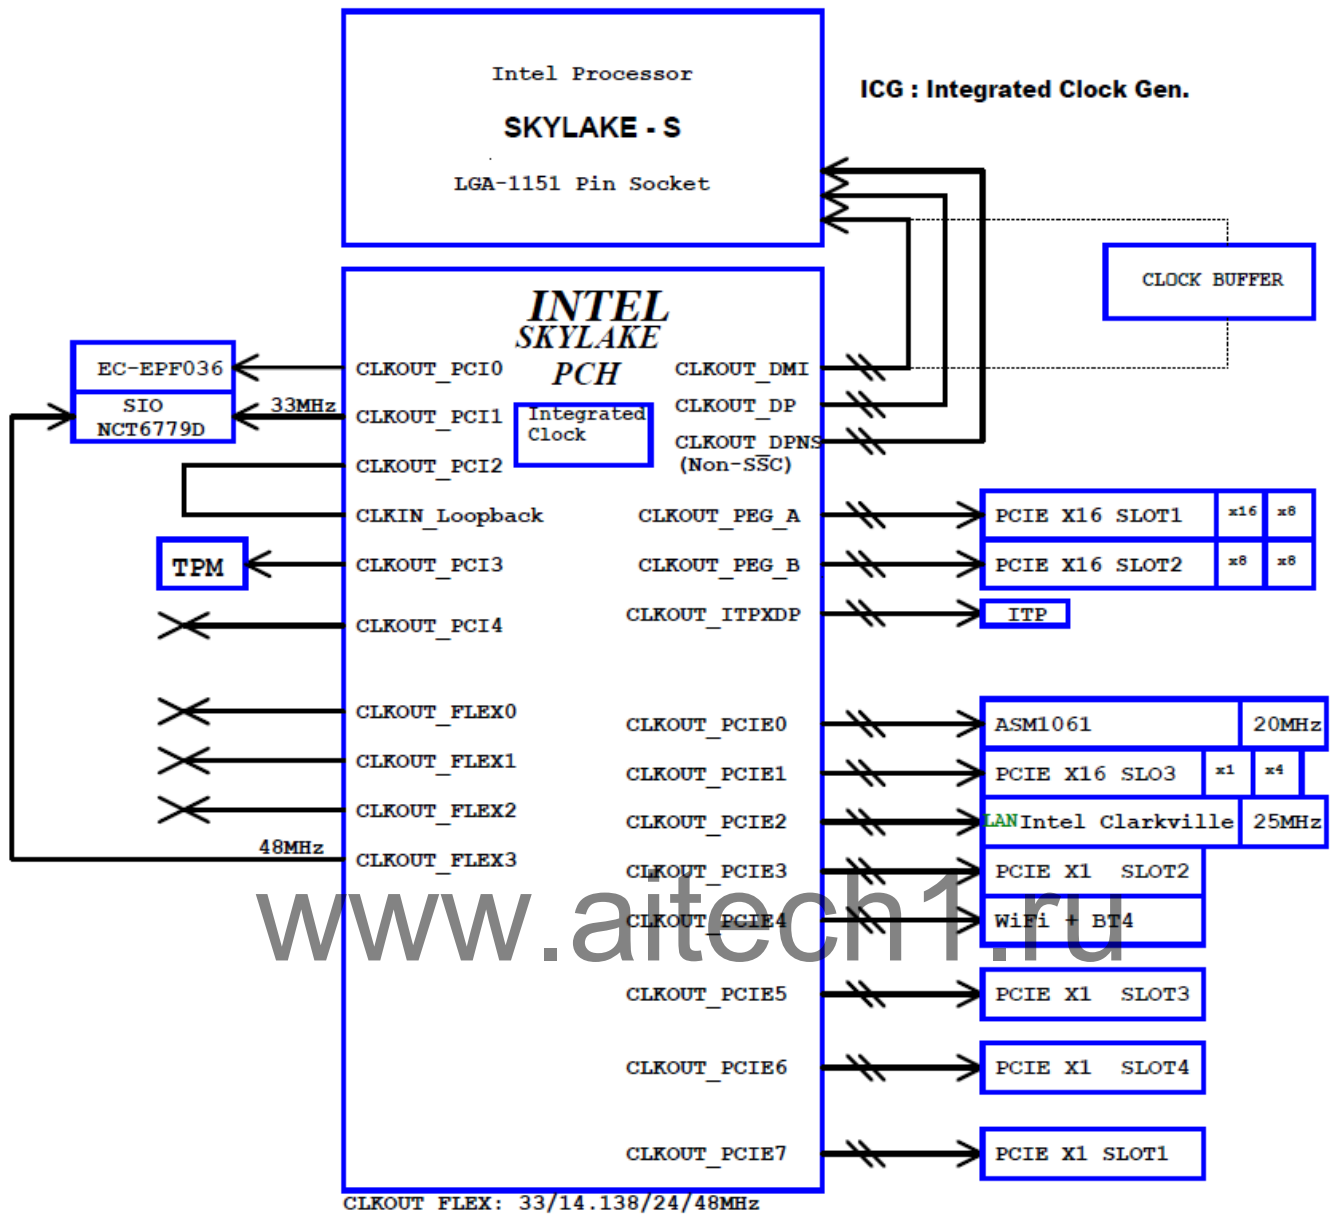 Intel Processor
SKYLAKE - S
LGA-1151 Pin Socket
ICG : Integrated Clock Gen.
CLOCK BUFFER
INTEL
SKYLAKE
PCH
Integrated
Clock
EC-EPF036
SIO
NCT6779D
33MHz
TPM
48MHz
CLKOUT_PCI0
CLKOUT_PCI1
CLKOUT_PCI2
CLKIN_Loopback
CLKOUT_PCI3
CLKOUT_PCI4
CLKOUT_FLEX0
CLKOUT_FLEX1
CLKOUT_FLEX2
CLKOUT_FLEX3
CLKOUT_DMI
CLKOUT_DP
CLKOUT_DPNS
(Non-SSC)
CLKOUT_PEG_A
CLKOUT_PEG_B
CLKOUT_ITPXDP
CLKOUT_PCIE0
CLKOUT_PCIE1
CLKOUT_PCIE2
CLKOUT_PCIE3
CLKOUT_PCIE4
CLKOUT_PCIE5
CLKOUT_PCIE6
CLKOUT_PCIE7
PCIE X16 SLOT1 x16 x8
PCIE X16 SLOT2 x8 x8
ITP
ASM1061 20MHz
PCIE X16 SLO3 x1 x4
LAN Intel Clarkville 25MHz
PCIE X1 SLOT2
WiFi + BT4
PCIE X1 SLOT3
PCIE X1 SLOT4
PCIE X1 SLOT1
www.aitech1.ru
CLKOUT FLEX: 33/14.138/24/48MHz